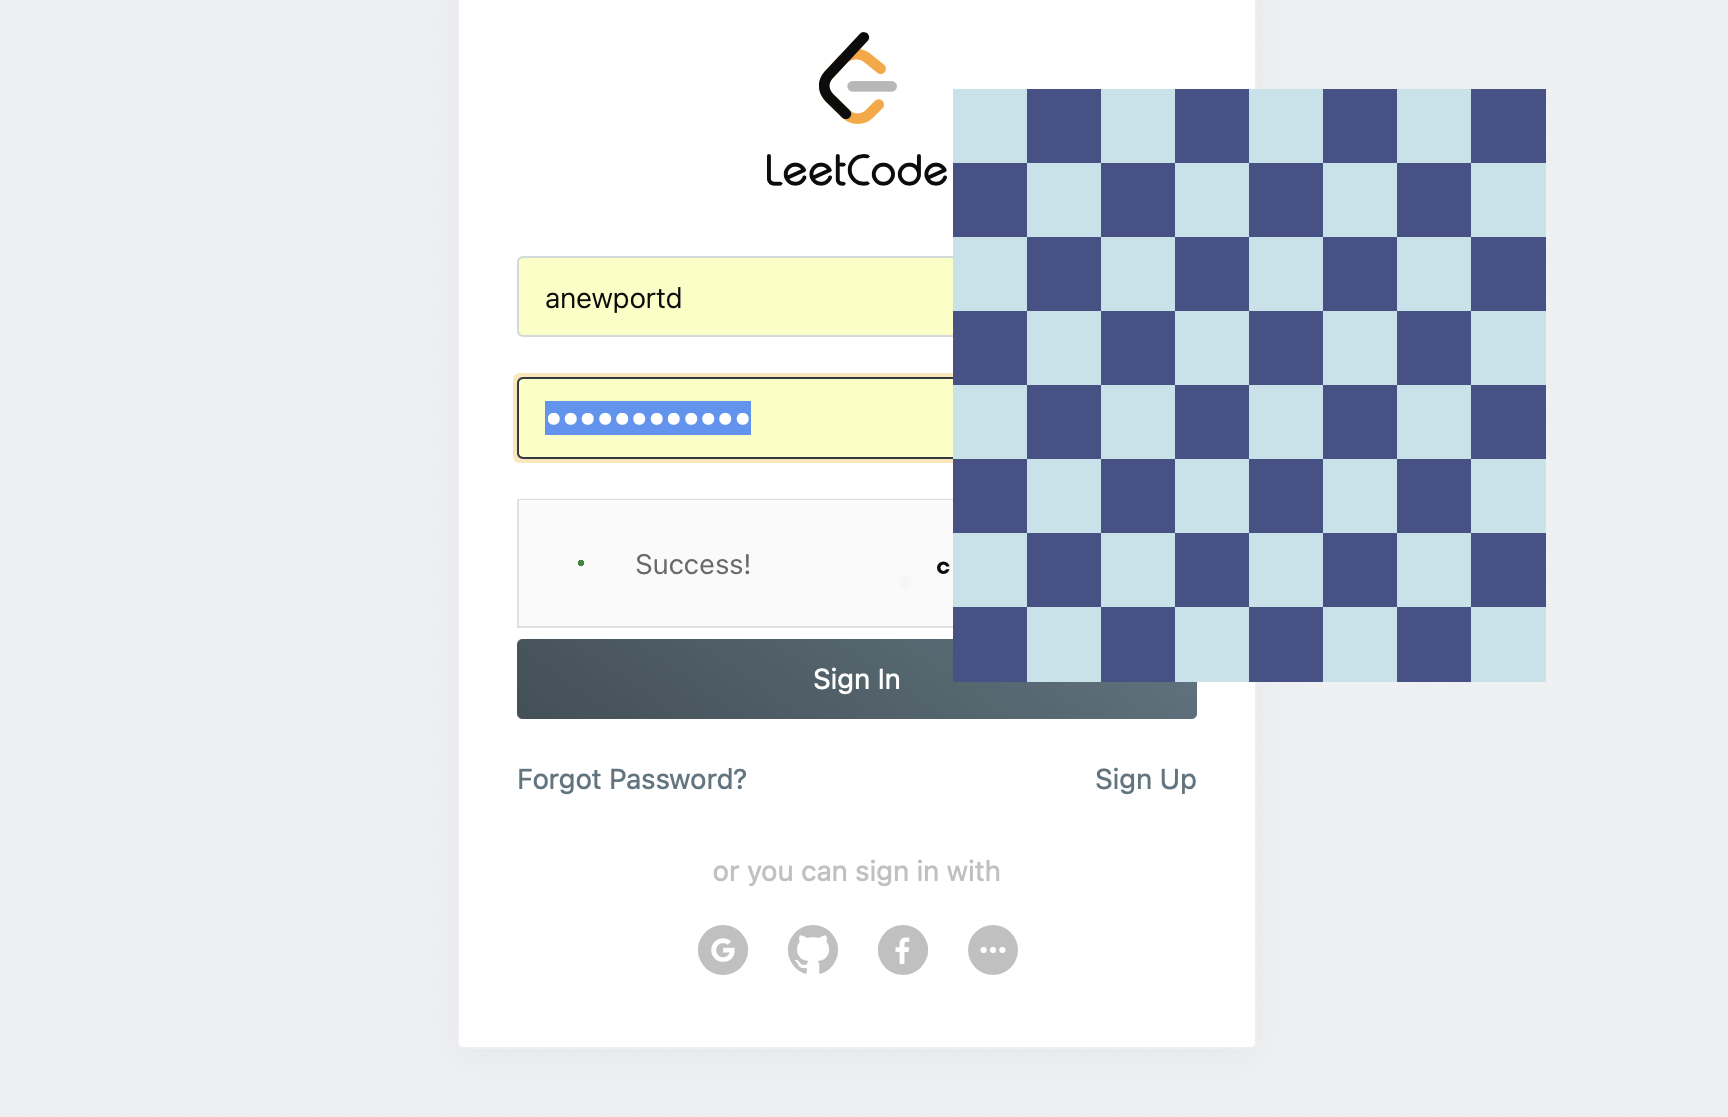 LeetCode
anewportd
••••••••••••
Success!
Sign In
Forgot Password?
Sign Up
or you can sign in with